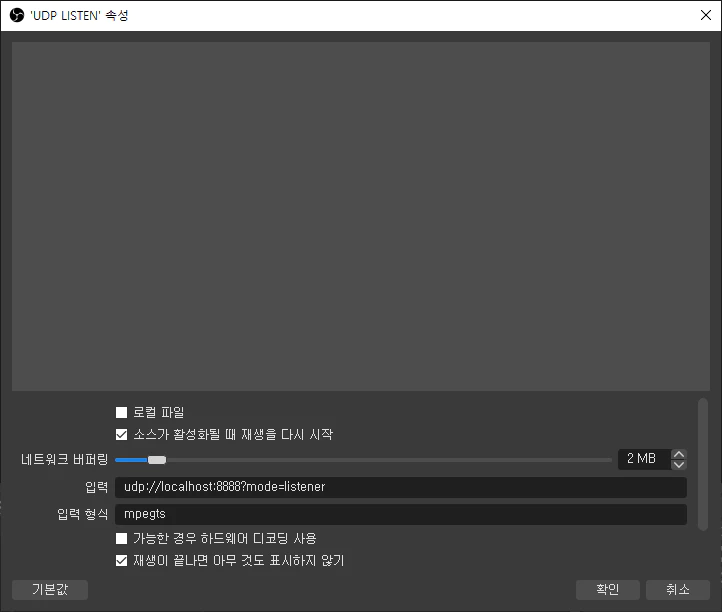 'UDP LISTEN' 속성
로컬 파일
소스가 활성화될 때 재생을 다시 시작
네트워크 버퍼링 2 MB
입력 udp://localhost:8888?mode=listener
입력 형식 mpegts
가능한 경우 하드웨어 디코딩 사용
재생이 끝나면 아무 것도 표시하지 않기
기본값 확인 취소